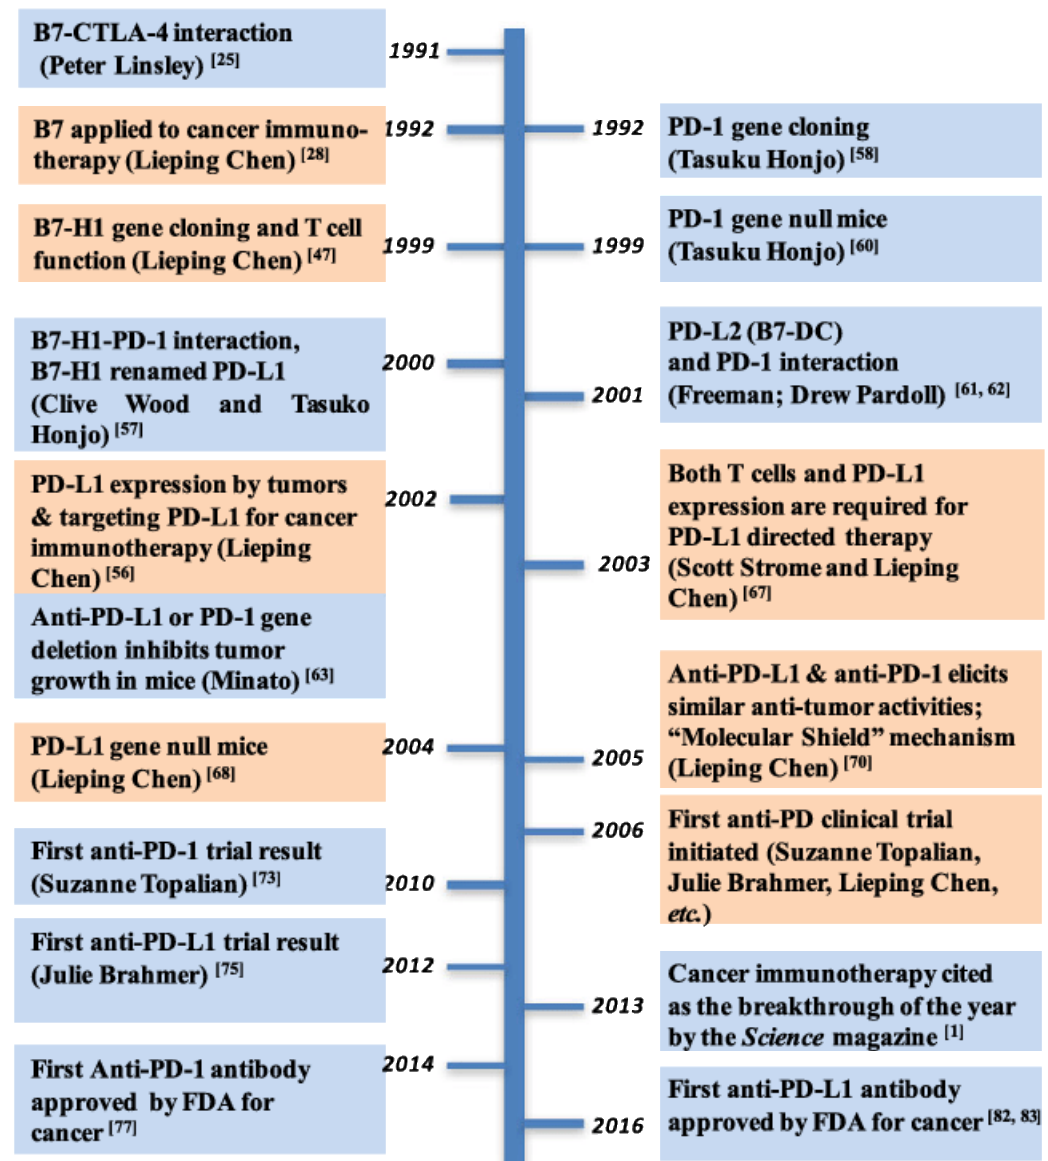 B7-CTLA-4 interaction
(Peter Linsley) [25]
1991
B7 applied to cancer immuno-
therapy (Lieping Chen) [28]
1992
1992
PD-1 gene cloning
(Tasuku Honjo) [58]
B7-H1 gene cloning and T cell
function (Lieping Chen) [47]
1999
1999
PD-1 gene null mice
(Tasuku Honjo) [60]
B7-H1-PD-1 interaction,
B7-H1 renamed PD-L1
(Clive Wood and Tasuko
Honjo) [57]
2000
2001
PD-L2 (B7-DC)
and PD-1 interaction
(Freeman; Drew Pardoll) [61, 62]
PD-L1 expression by tumors
& targeting PD-L1 for cancer
immunotherapy (Lieping
Chen) [56]
2002
Anti-PD-L1 or PD-1 gene
deletion inhibits tumor
growth in mice (Minato) [63]
2003
Both T cells and PD-L1
expression are required for
PD-L1 directed therapy
(Scott Strome and Lieping
Chen) [67]
PD-L1 gene null mice
(Lieping Chen) [68]
2004
2005
Anti-PD-L1 & anti-PD-1 elicits
similar anti-tumor activities;
“Molecular Shield” mechanism
(Lieping Chen) [70]
2006
First anti-PD clinical trial
initiated (Suzanne Topalian,
Julie Brahmer, Lieping Chen,
etc.)
First anti-PD-1 trial result
(Suzanne Topalian) [73]
2010
First anti-PD-L1 trial result
(Julie Brahmer) [75]
2012
2013
Cancer immunotherapy cited
as the breakthrough of the year
by the Science magazine [1]
First Anti-PD-1 antibody
approved by FDA for
cancer [77]
2014
2016
First anti-PD-L1 antibody
approved by FDA for cancer [82, 83]